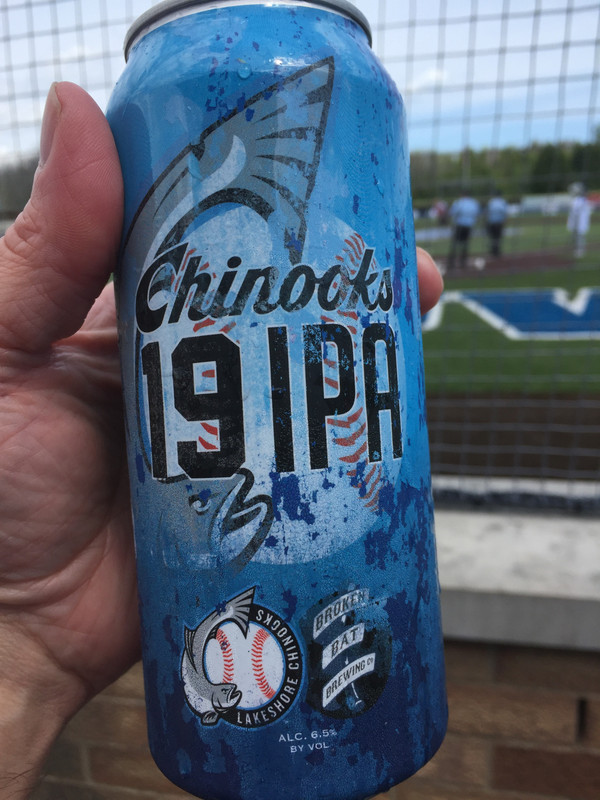 Chinooks
19 IPA
LAKESHORE CHINOOKS
BROKEN
BAT
BREWING CO
ALC. 6.5%
BY VOL